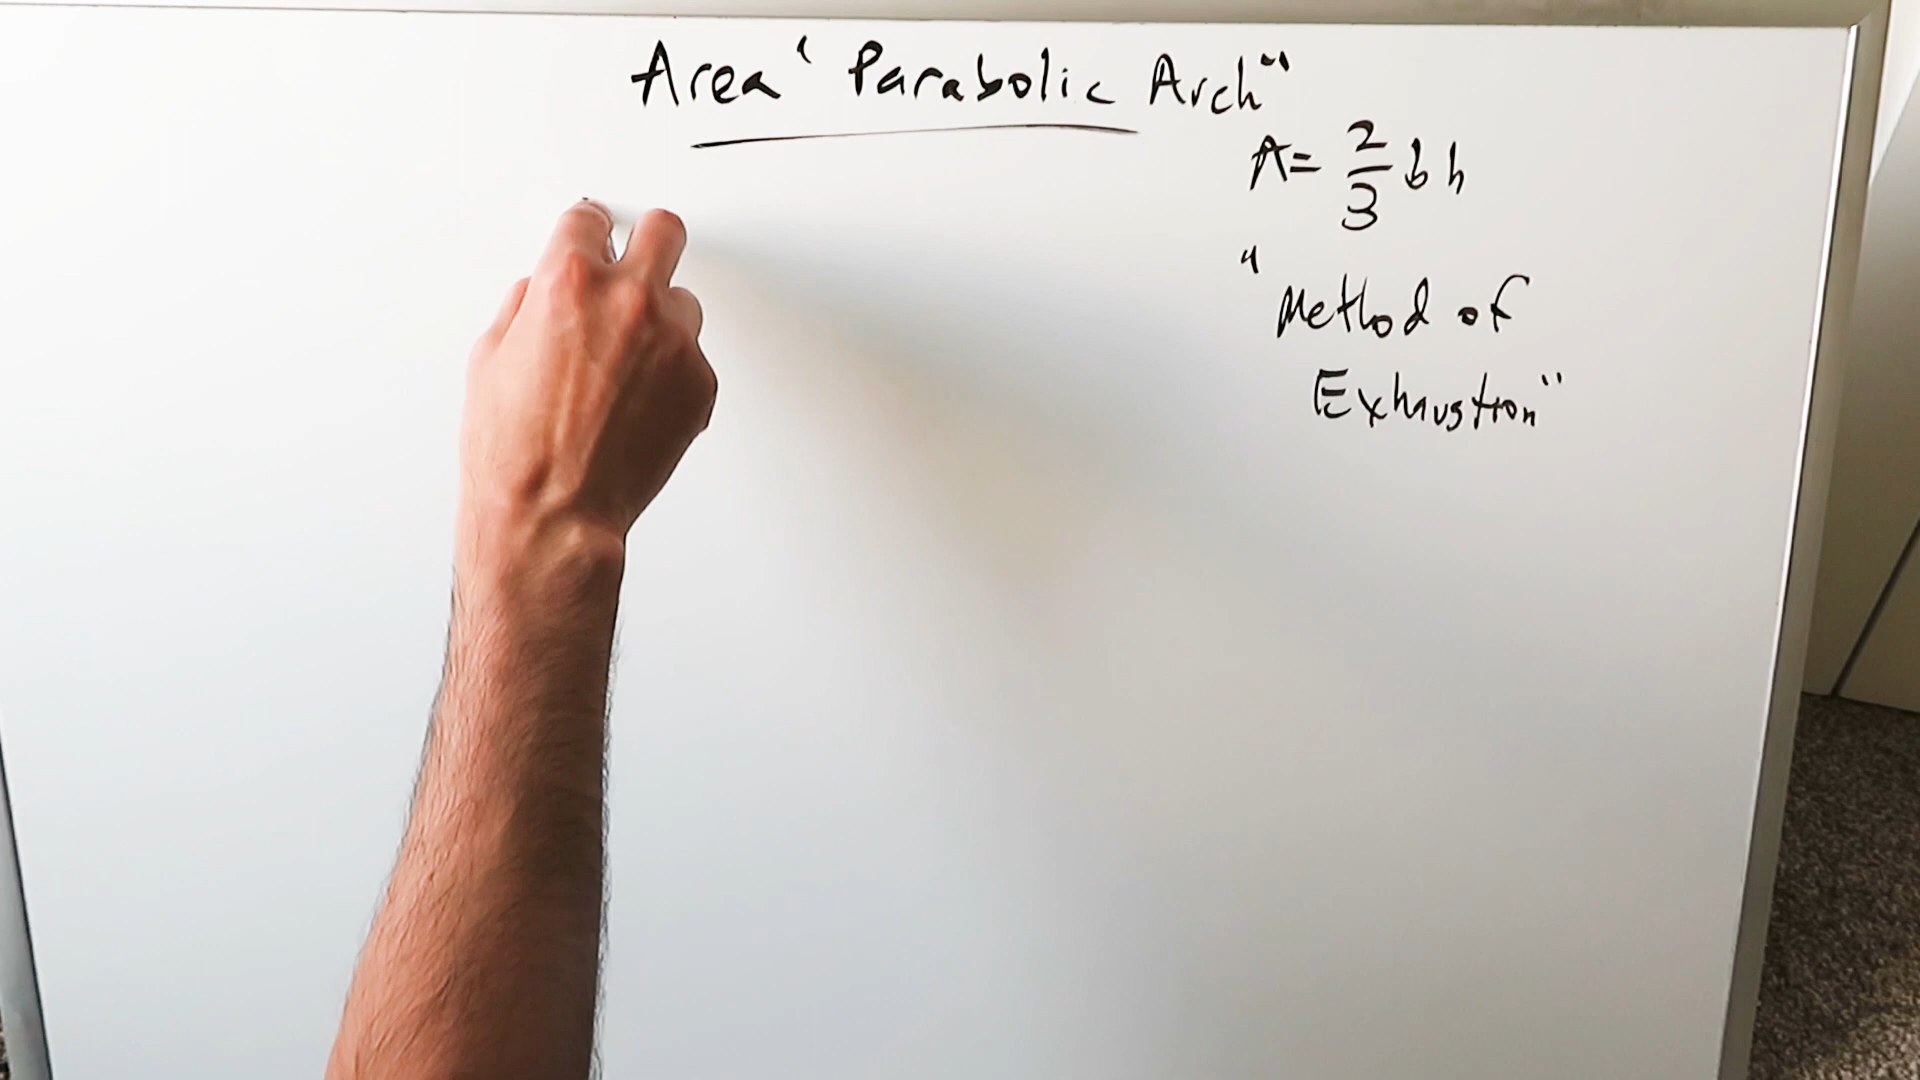 Area “Parabolic Arch”
A = 2/3 b h
“Method of
Exhaustion”